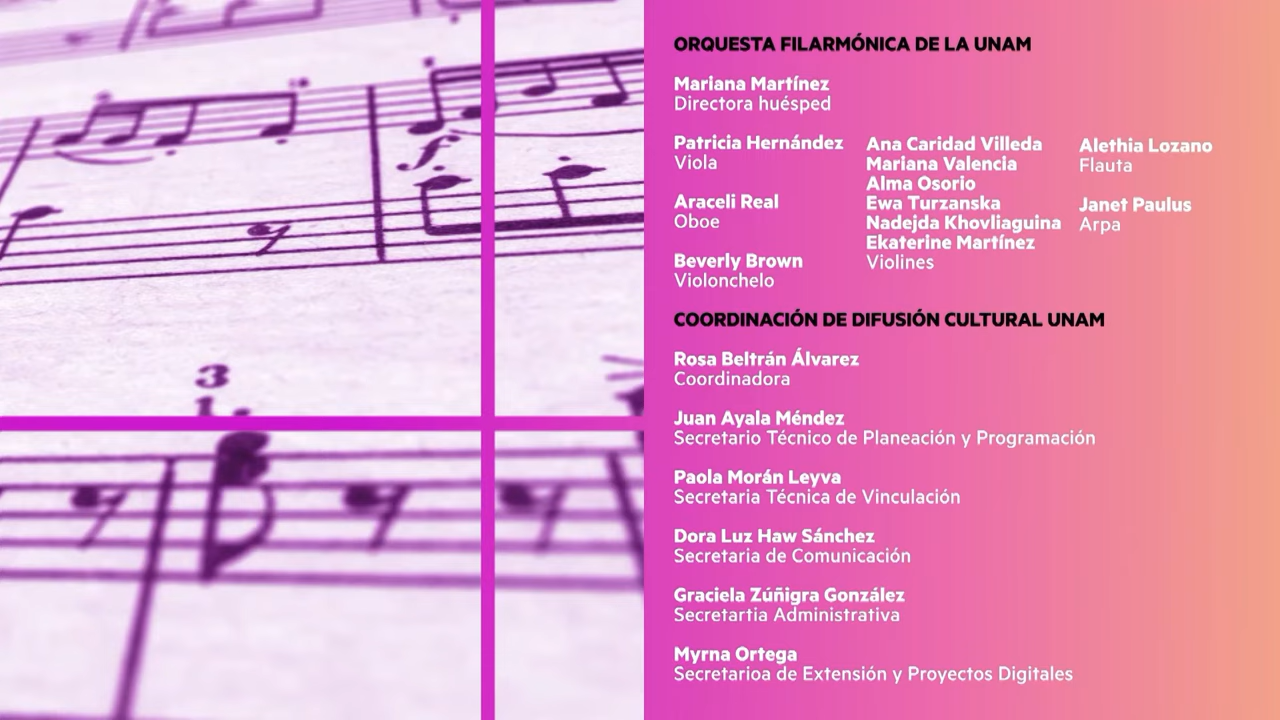 ORQUESTA FILARMÓNICA DE LA UNAM
Mariana Martínez
Directora huésped
Patricia Hernández
Viola
Araceli Real
Oboe
Beverly Brown
Violonchelo
Ana Caridad Villeda
Mariana Valencia
Alma Osorio
Ewa Turzanska
Nadejda Khovliaguina
Ekaterine Martínez
Violines
Alethia Lozano
Flauta
Janet Paulus
Arpa
COORDINACIÓN DE DIFUSIÓN CULTURAL UNAM
Rosa Beltrán Álvarez
Coordinadora
Juan Ayala Méndez
Secretario Técnico de Planeación y Programación
Paola Morán Leyva
Secretaria Técnica de Vinculación
Dora Luz Haw Sánchez
Secretaria de Comunicación
Graciela Zúñigra González
Secretartia Administrativa
Myrna Ortega
Secretarioa de Extensión y Proyectos Digitales
f
3
1.